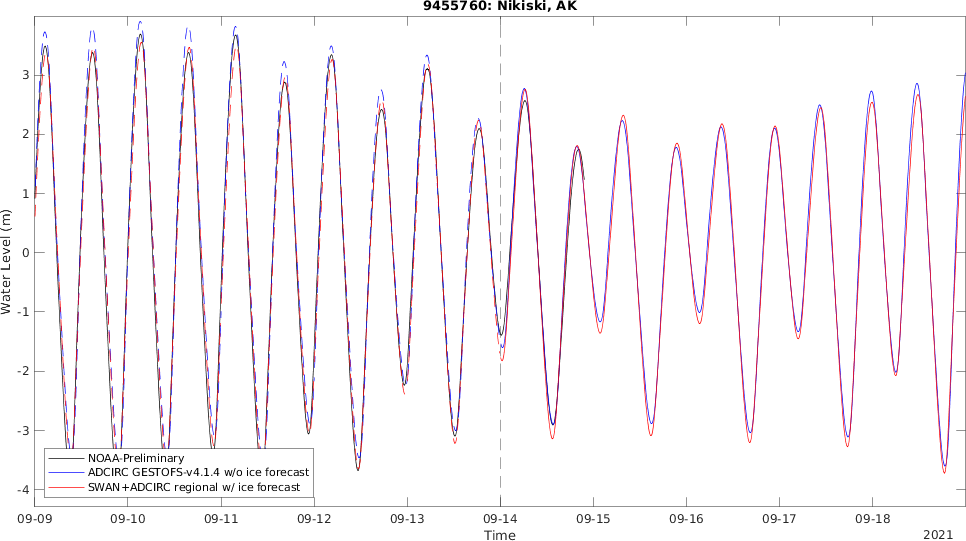 9455760: Nikiski, AK
3
2
1
0
-1
-2
-3
-4
Water Level (m)
NOAA-Preliminary
ADCIRC GESTOFS-v4.1.4 w/o ice forecast
SWAN+ADCIRC regional w/ ice forecast
09-09 09-10 09-11 09-12 09-13 09-14 09-15 09-16 09-17 09-18
Time
2021